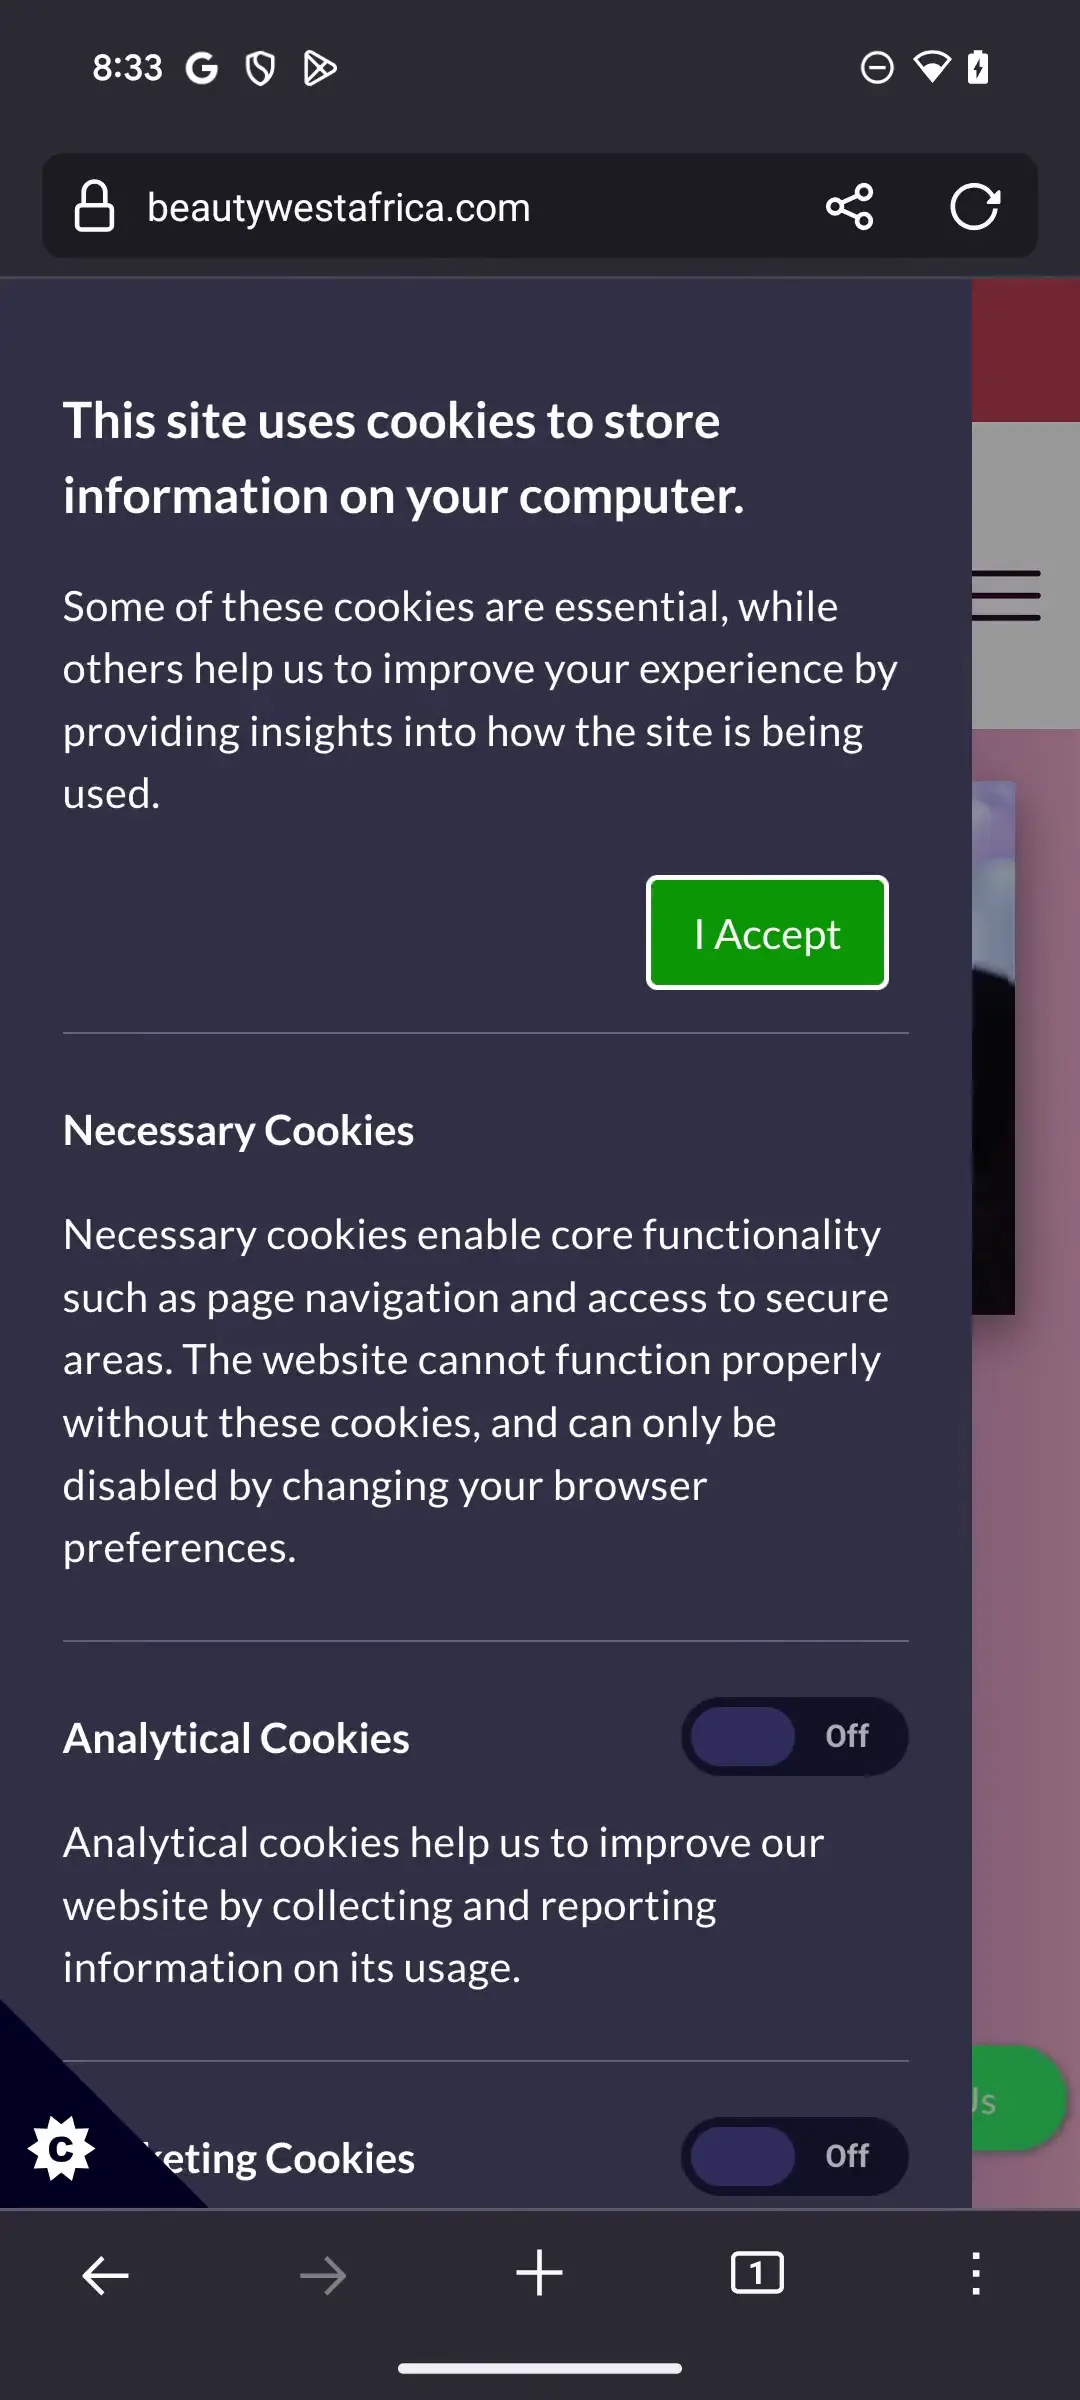 8:33
beautywestafrica.com
This site uses cookies to store
information on your computer.
Some of these cookies are essential, while
others help us to improve your experience by
providing insights into how the site is being
used.
I Accept
Necessary Cookies
Necessary cookies enable core functionality
such as page navigation and access to secure
areas. The website cannot function properly
without these cookies, and can only be
disabled by changing your browser
preferences.
Analytical Cookies
Off
Analytical cookies help us to improve our
website by collecting and reporting
information on its usage.
Cookies
Off
1